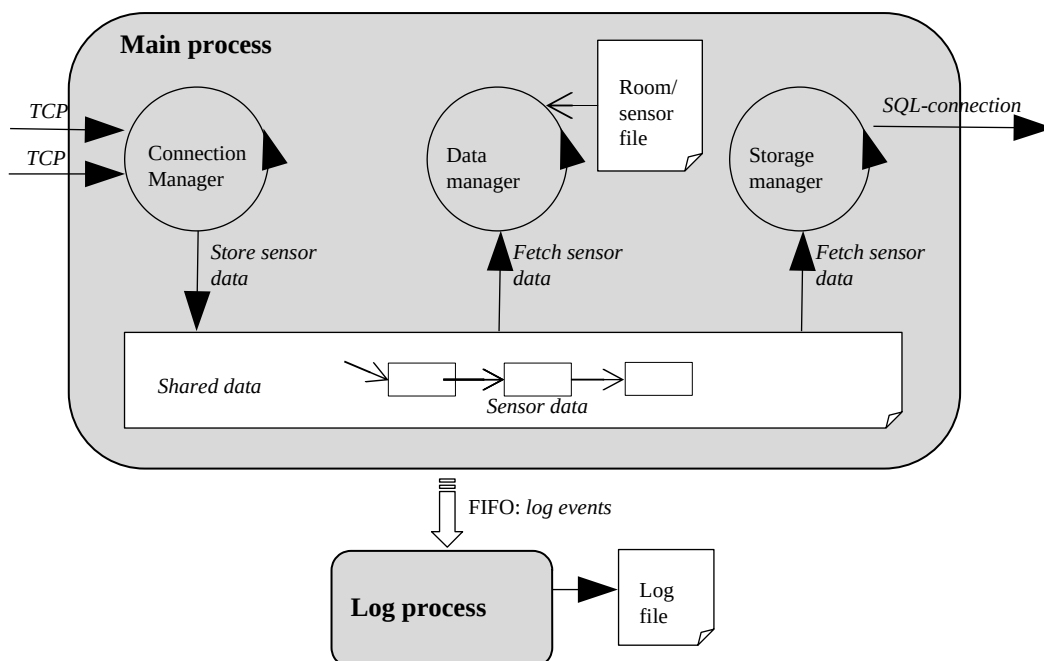 Main process
TCP
TCP
Connection
Manager
Data
manager
Room/
sensor
file
Storage
manager
SQL-connection
Store sensor
data
Fetch sensor
data
Fetch sensor
data
Shared data
Sensor data
FIFO: log events
Log process
Log
file